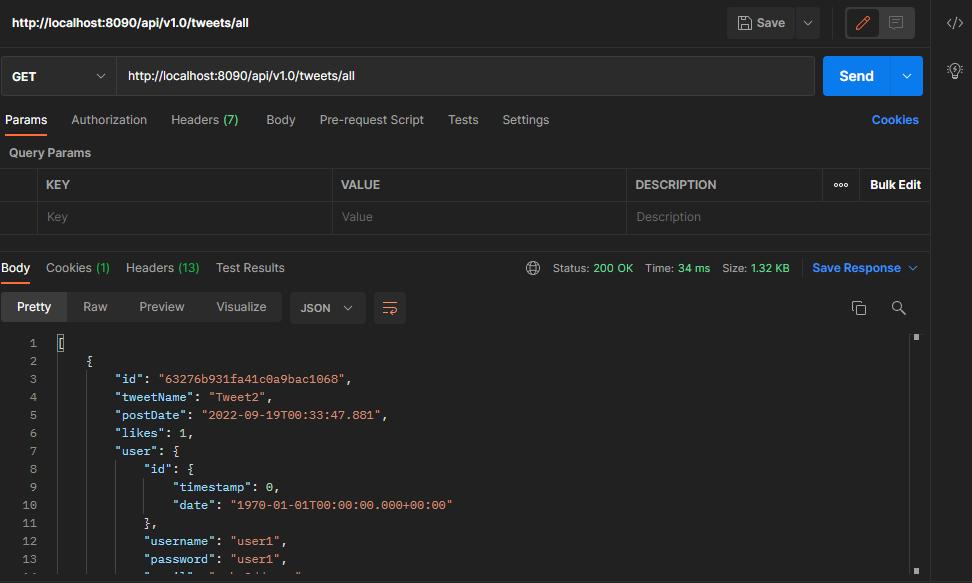 http://localhost:8090/api/v1.0/tweets/all Save
GET http://localhost:8090/api/v1.0/tweets/all Send
Params Authorization Headers (7) Body Pre-request Script Tests Settings Cookies
Query Params
KEY VALUE DESCRIPTION ooo Bulk Edit
Key Value Description
Body Cookies (1) Headers (13) Test Results Status: 200 OK Time: 34 ms Size: 1.32 KB Save Response
Pretty Raw Preview Visualize JSON
1 [
2 {
3 "id": "63276b931fa41c0a9bac1068",
4 "tweetName": "Tweet2",
5 "postDate": "2022-09-19T00:33:47.881",
6 "likes": 1,
7 "user": {
8 "id": {
9 "timestamp": 0,
10 "date": "1970-01-01T00:00:00.000+00:00"
11 },
12 "username": "user1",
13 "password": "user1",